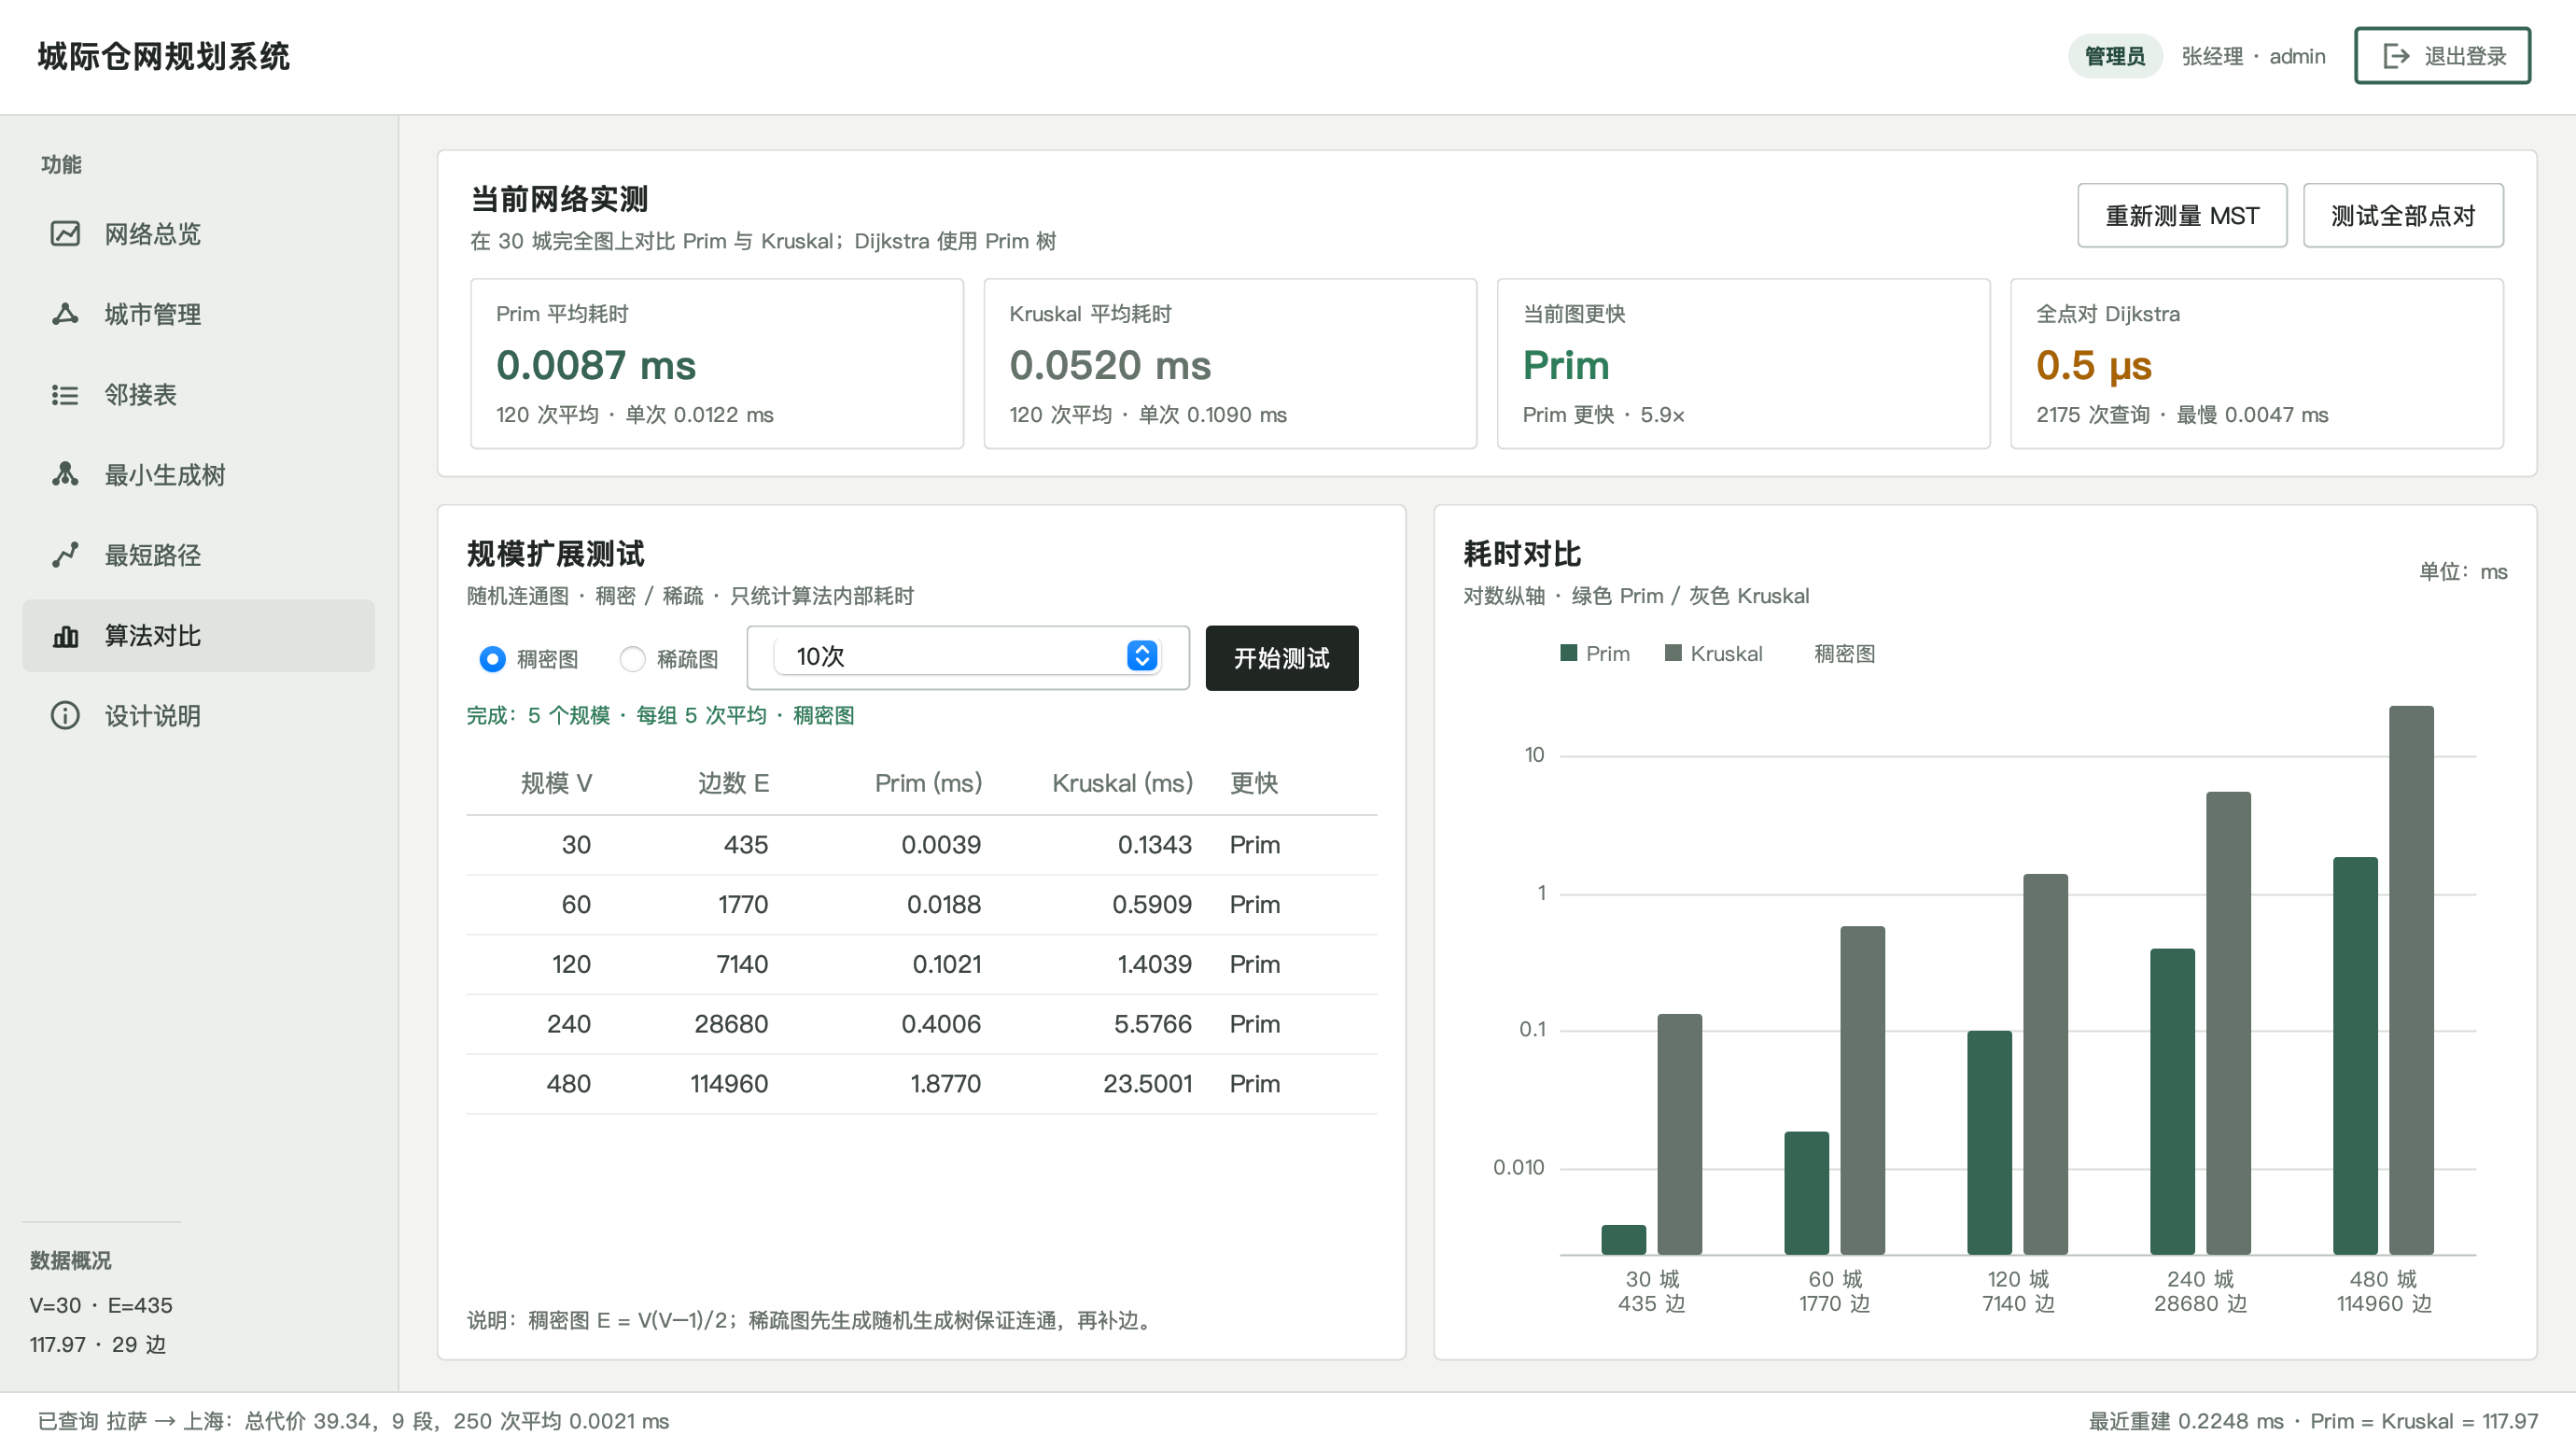 城际仓网规划系统
管理员 张经理 · admin 退出登录
功能
网络总览
城市管理
邻接表
最小生成树
最短路径
算法对比
设计说明
数据概况
V=30 · E=435
117.97 · 29 边
当前网络实测
在 30 城完全图上对比 Prim 与 Kruskal；Dijkstra 使用 Prim 树
重新测量 MST 测试全部点对
Prim 平均耗时
0.0087 ms
120 次平均 · 单次 0.0122 ms
Kruskal 平均耗时
0.0520 ms
120 次平均 · 单次 0.1090 ms
当前图更快
Prim
Prim 更快 · 5.9×
全点对 Dijkstra
0.5 µs
2175 次查询 · 最慢 0.0047 ms
规模扩展测试
随机连通图 · 稠密 / 稀疏 · 只统计算法内部耗时
稠密图 稀疏图 10次 开始测试
完成：5 个规模 · 每组 5 次平均 · 稠密图
规模 V 边数 E Prim (ms) Kruskal (ms) 更快
30 435 0.0039 0.1343 Prim
60 1770 0.0188 0.5909 Prim
120 7140 0.1021 1.4039 Prim
240 28680 0.4006 5.5766 Prim
480 114960 1.8770 23.5001 Prim
说明：稠密图 E = V(V−1)/2；稀疏图先生成随机生成树保证连通，再补边。
耗时对比
对数纵轴 · 绿色 Prim / 灰色 Kruskal
单位：ms
Prim Kruskal 稠密图
10
1
0.1
0.010
30 城 60 城 120 城 240 城 480 城
435 边 1770 边 7140 边 28680 边 114960 边
已查询 拉萨 → 上海：总代价 39.34，9 段，250 次平均 0.0021 ms
最近重建 0.2248 ms · Prim = Kruskal = 117.97